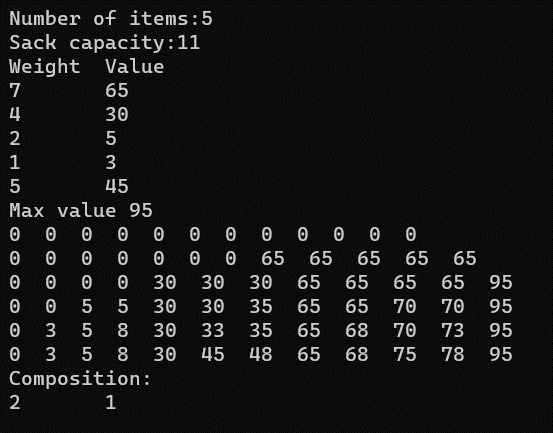 Number of items:5
Sack capacity:11
Weight  Value
7       65
4       30
2       5
1       3
5       45
Max value 95
0  0  0  0  0  0  0  0  0  0  0  0
0  0  0  0  0  0  0  65  65  65  65  65
0  0  0  0  30  30  30  65  65  65  65  95
0  0  5  5  30  30  35  65  65  70  70  95
0  3  5  8  30  33  35  65  68  70  73  95
0  3  5  8  30  45  48  65  68  75  78  95
Composition:
2       1